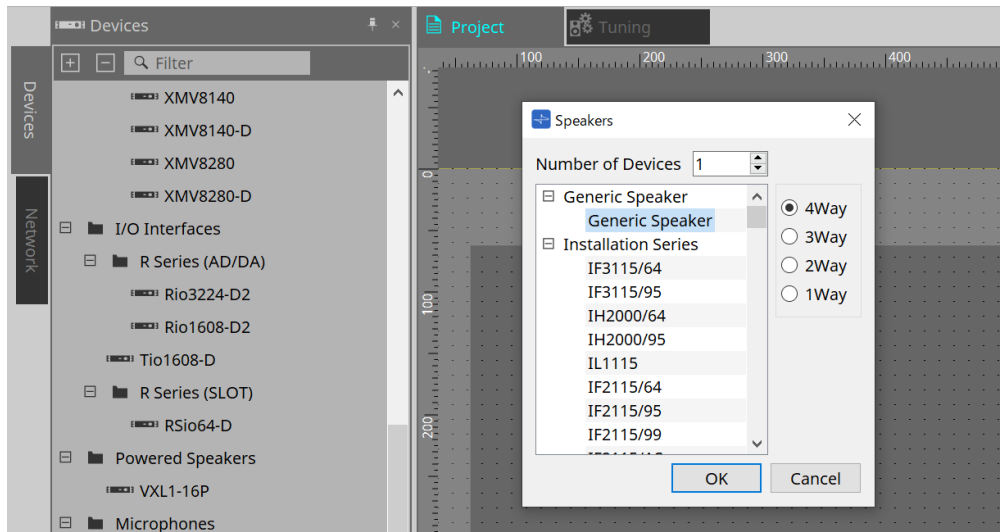 Devices
Filter
XMV8140
XMV8140-D
XMV8280
XMV8280-D
I/O Interfaces
R Series (AD/DA)
Rio3224-D2
Rio1608-D2
Tio1608-D
R Series (SLOT)
RSio64-D
Powered Speakers
VXL1-16P
Microphones
Devices
Network
Project
Tuning
100
200
300
400
0
100
200
Speakers
Number of Devices 1
Generic Speaker
Generic Speaker
Installation Series
IF3115/64
IF3115/95
IH2000/64
IH2000/95
IL1115
IF2115/64
IF2115/95
IF2115/99
4Way
3Way
2Way
1Way
OK
Cancel